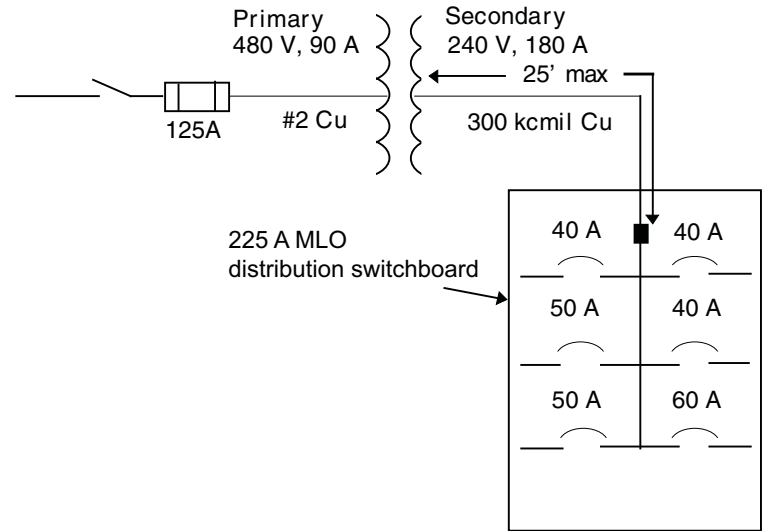 Primary
480 V, 90 A
Secondary
240 V, 180 A
25' max
125A
#2 Cu
300 kcmil Cu
225 A MLO
distribution switchboard
40 A
40 A
50 A
40 A
50 A
60 A